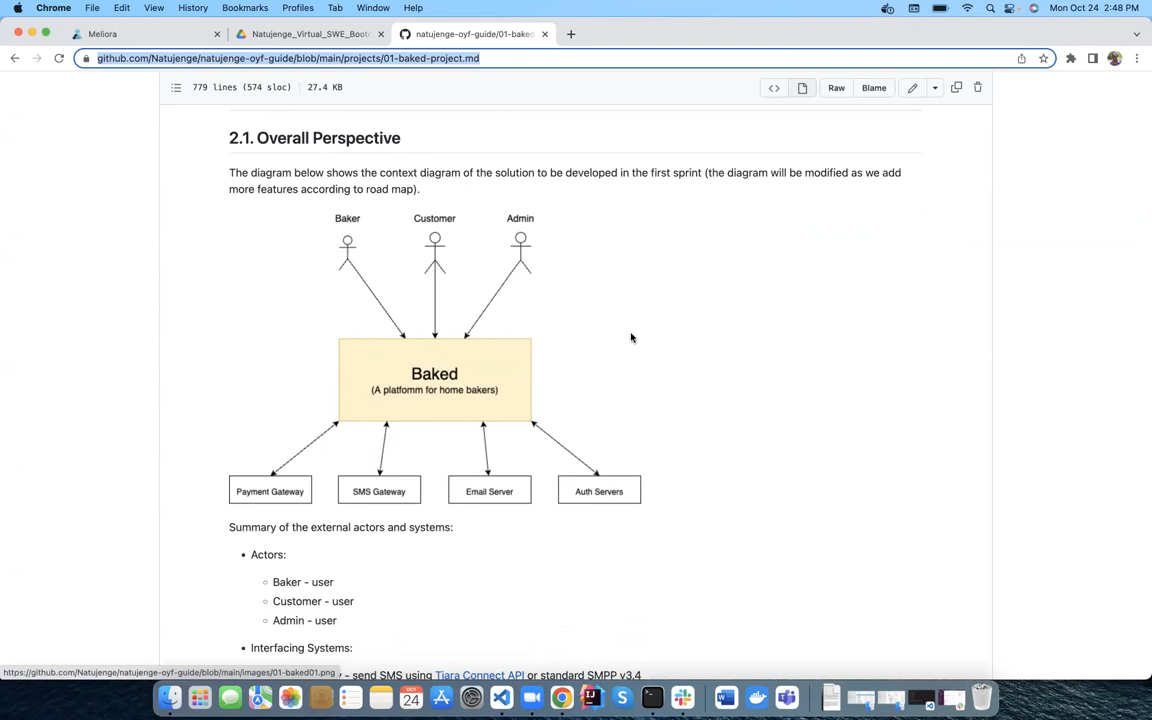 Chrome File Edit View History Bookmarks Profiles Tab Window Help Mon Oct 24 2:48 PM
Meliora Natujenge_Virtual_SWE_Boot natujenge-oyf-guide/01-baked
github.com/Natujenge/natujenge-oyf-guide/blob/main/projects/01-baked-project.md
779 lines (574 sloc) 27.4 KB Raw Blame
2.1. Overall Perspective
The diagram below shows the context diagram of the solution to be developed in the first sprint (the diagram will be modified as we add
more features according to road map).
Baker Customer Admin
Baked
(A platfomm for home bakers)
Payment Gateway SMS Gateway Email Server Auth Servers
Summary of the external actors and systems:
Actors:
Baker - user
Customer - user
Admin - user
Interfacing Systems:
https://github.com/Natujenge/natujenge-oyf-guide/blob/main/images/01-baked01.png
- send SMS using Tiara Connect API or standard SMPP v3.4
OCT
24